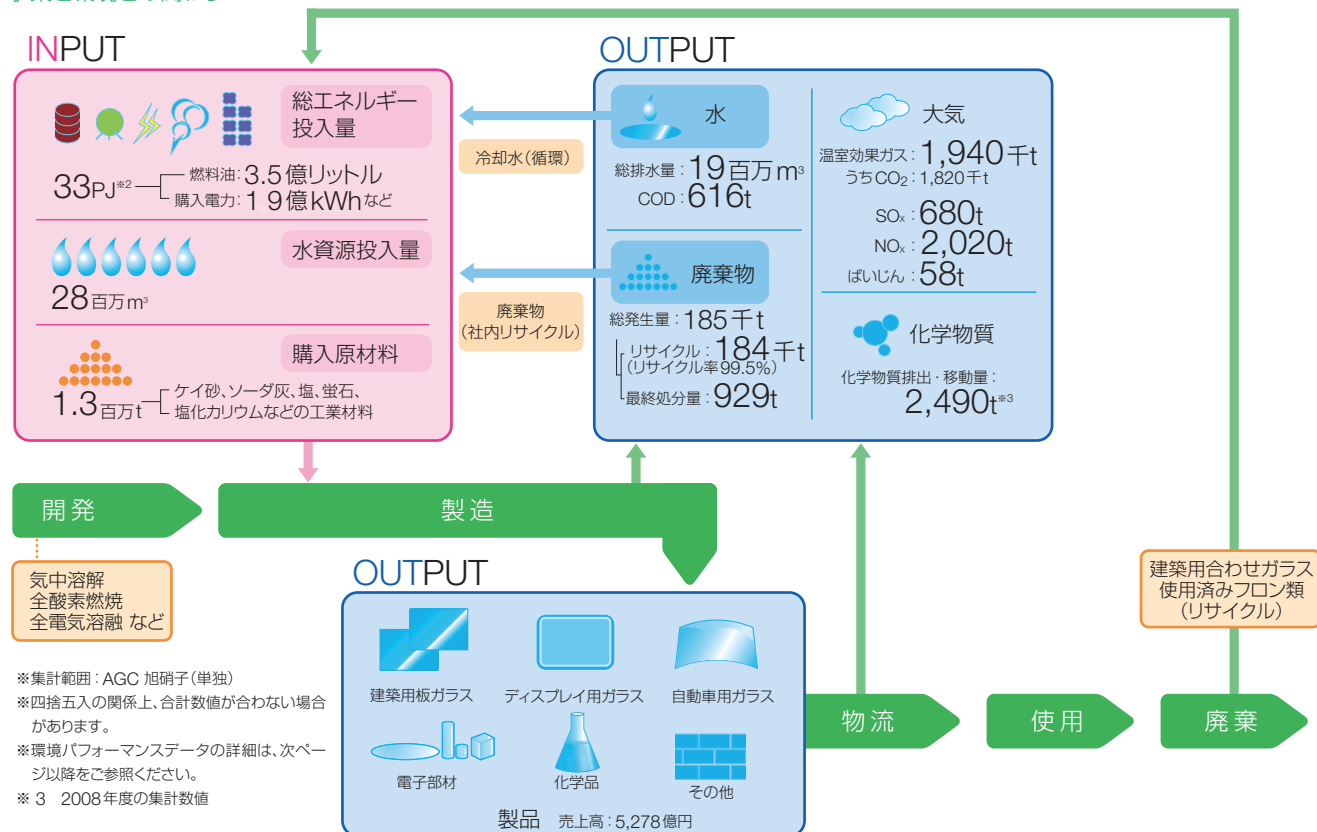 INPUT
総エネルギー
投入量
33PJ※2
燃料油：3.5億リットル
購入電力：19億kWhなど
水資源投入量
28百万m³
購入原材料
1.3百万t
ケイ砂、ソーダ灰、塩、蛍石、
塩化カリウムなどの工業材料
冷却水（循環）
廃棄物
（社内リサイクル）
OUTPUT
水
総排水量：19百万m³
COD：616t
廃棄物
総発生量：185千t
リサイクル：184千t
（リサイクル率99.5%）
最終処分量：929t
大気
温室効果ガス：1,940千t
うちCO₂：1,820千t
SOx：680t
NOx：2,020t
ばいじん：58t
化学物質
化学物質排出・移動量：
2,490t※3
開発
製造
気中溶解
全酸素燃焼
全電気溶融 など
OUTPUT
建築用板ガラス
ディスプレイ用ガラス
自動車用ガラス
電子部材
化学品
その他
製品 売上高：5,278億円
物流
使用
廃棄
建築用合わせガラス
使用済みフロン類
（リサイクル）
※集計範囲：AGC 旭硝子（単独）
※四捨五入の関係上、合計数値が合わない場合
があります。
※環境パフォーマンスデータの詳細は、次ペー
ジ以降をご参照ください。
※3 2008年度の集計数値